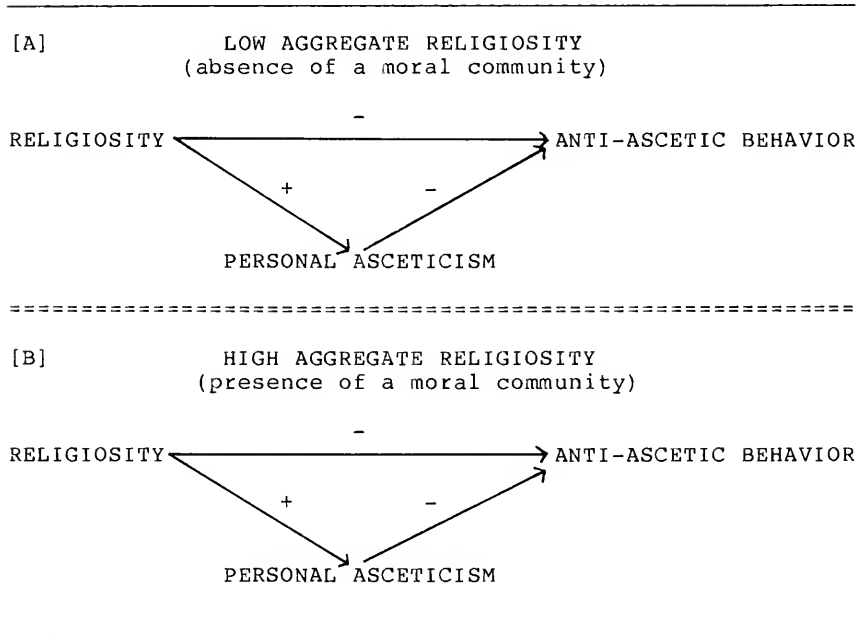 [A] LOW AGGREGATE RELIGIOSITY
(absence of a moral community)
-
RELIGIOSITY ANTI-ASCETIC BEHAVIOR
+ -
PERSONAL ASCETICISM
==========================================================
[B] HIGH AGGREGATE RELIGIOSITY
(presence of a moral community)
-
RELIGIOSITY ANTI-ASCETIC BEHAVIOR
+ -
PERSONAL ASCETICISM